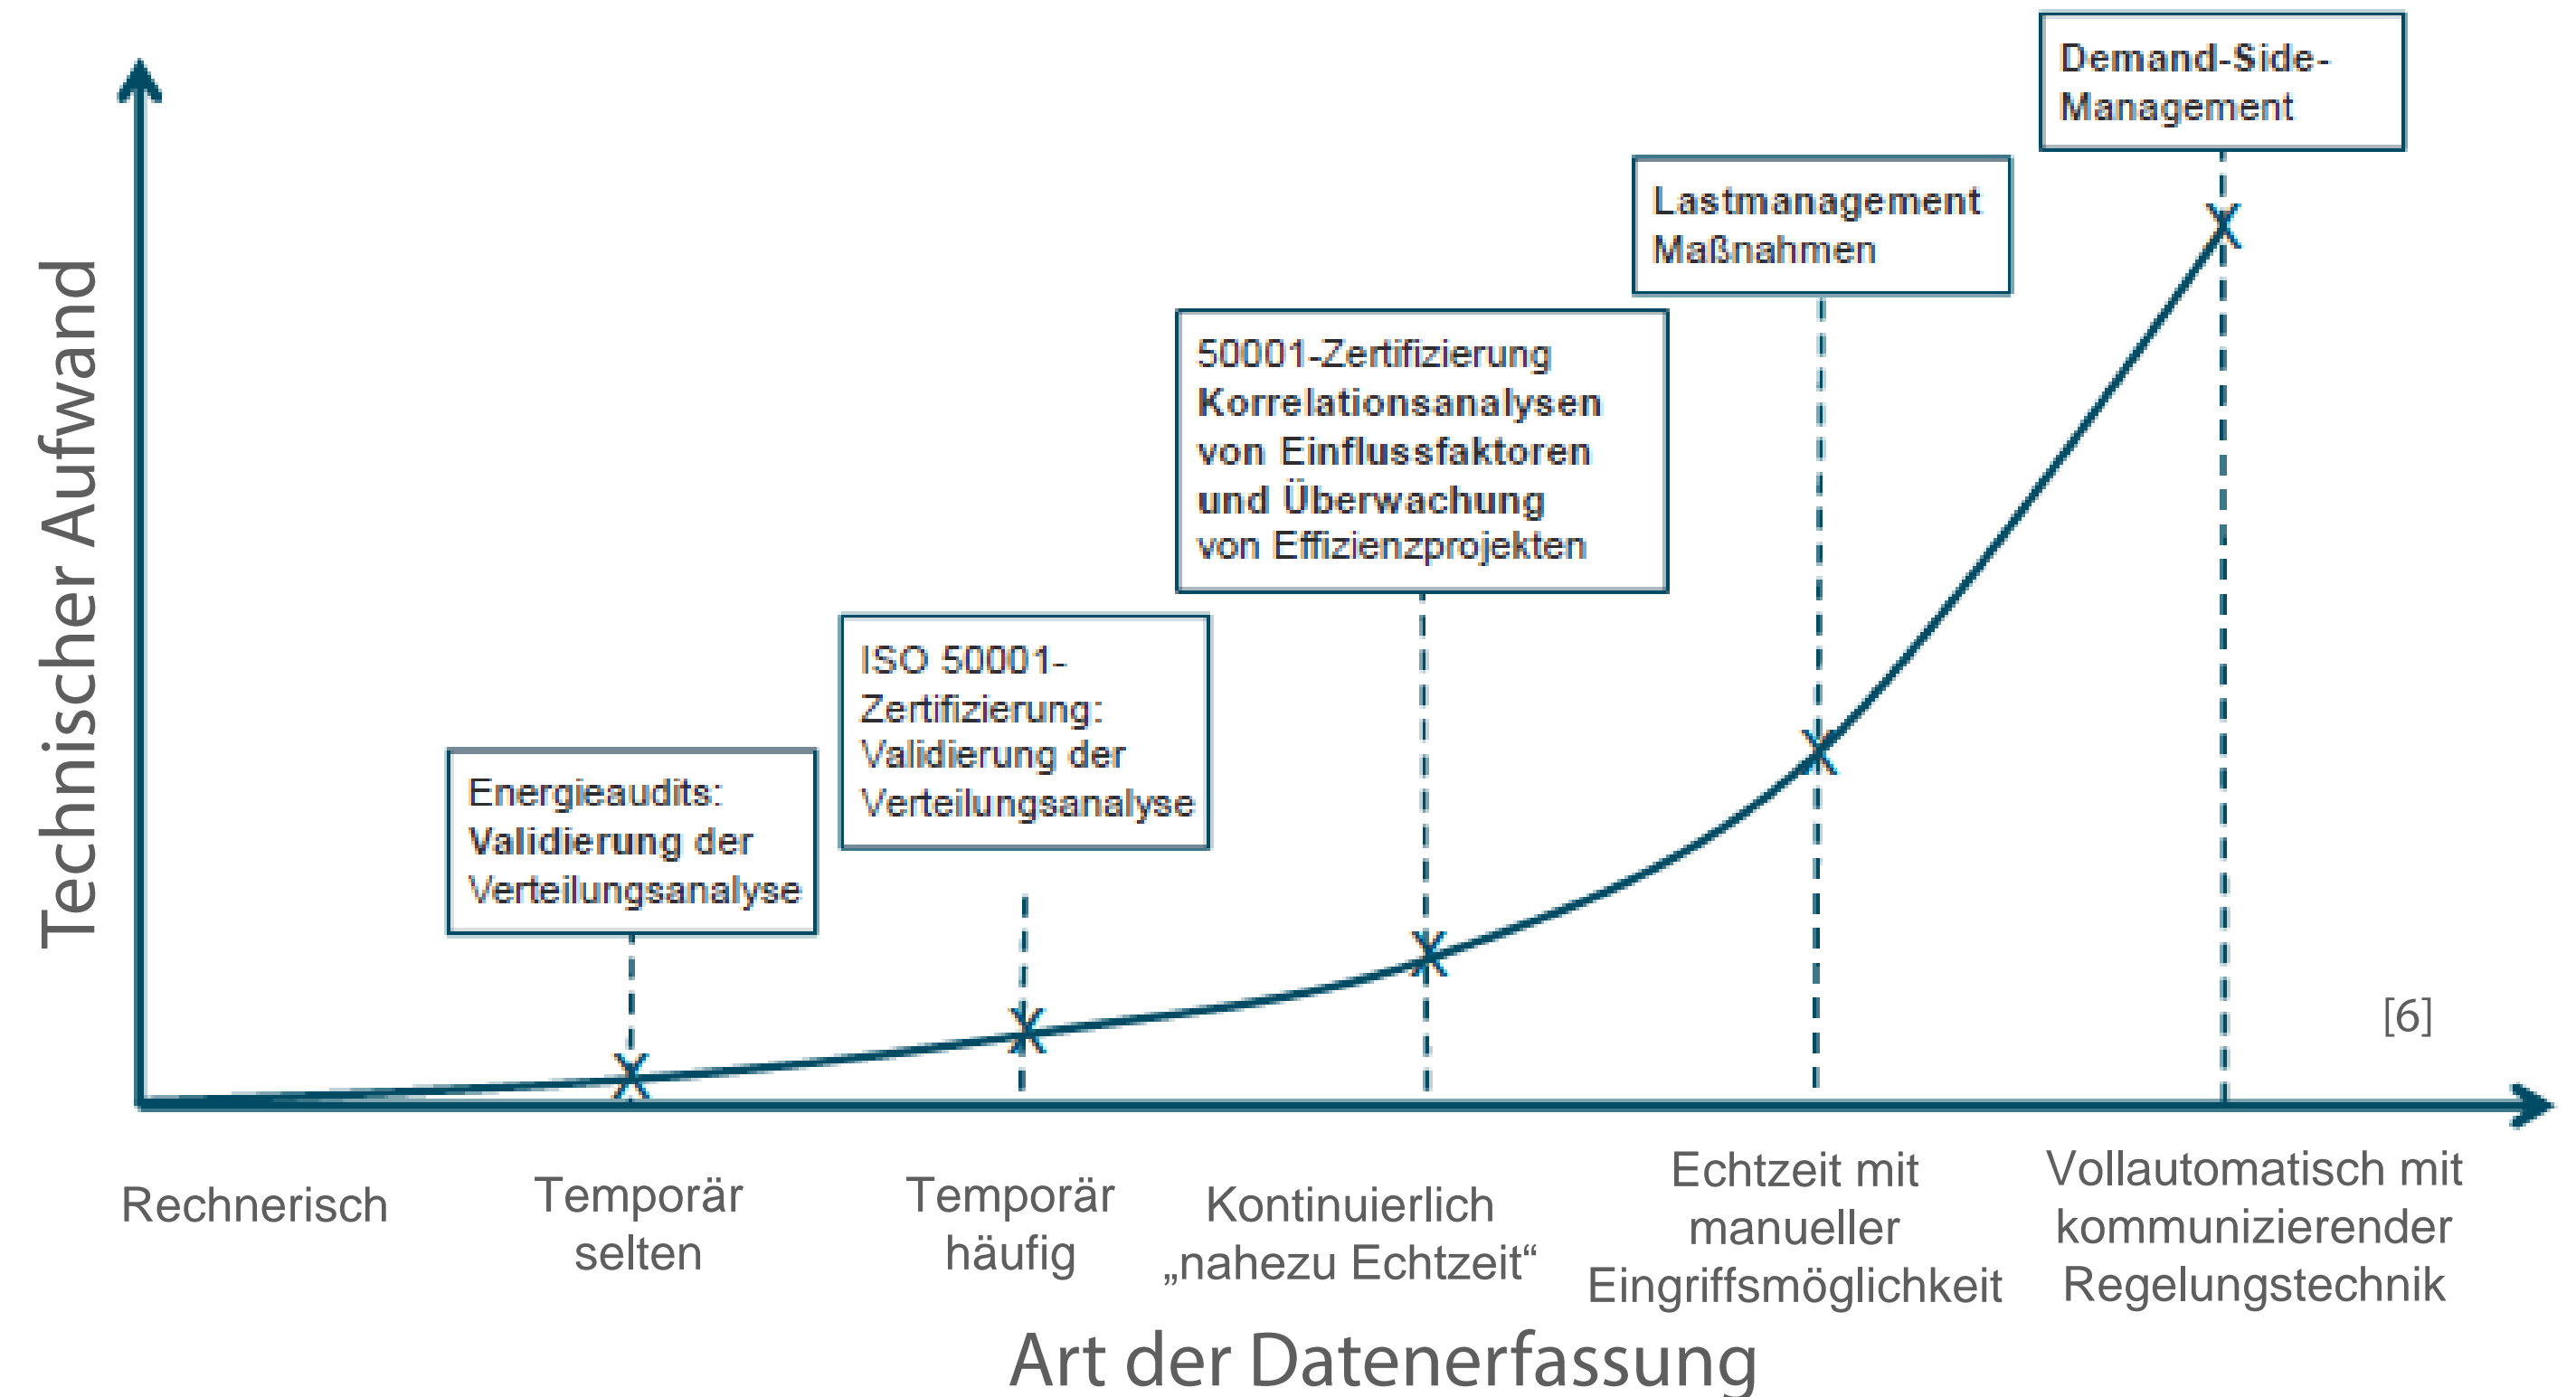 Technischer Aufwand
Demand-Side-
Management
Lastmanagement
Maßnahmen
50001-Zertifizierung
Korrelationsanalysen
von Einflussfaktoren
und Überwachung
von Effizienzprojekten
ISO 50001-
Zertifizierung:
Validierung der
Verteilungsanalyse
Energieaudits:
Validierung der
Verteilungsanalyse
[6]
Rechnerisch
Temporär
selten
Temporär
häufig
Kontinuierlich
„nahezu Echtzeit“
Echtzeit mit
manueller
Eingriffsmöglichkeit
Vollautomatisch mit
kommunizierender
Regelungstechnik
Art der Datenerfassung